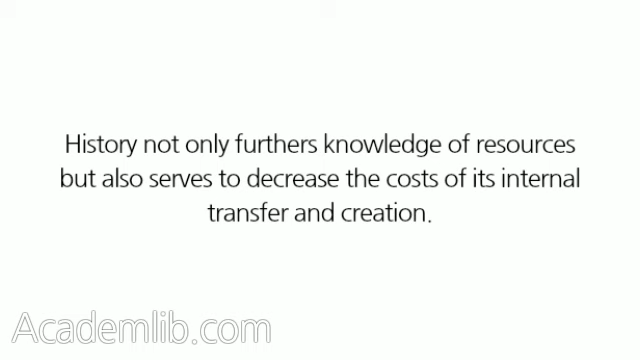 History not only furthers knowledge of resources
but also serves to decrease the costs of its internal
transfer and creation.
Academlib.com